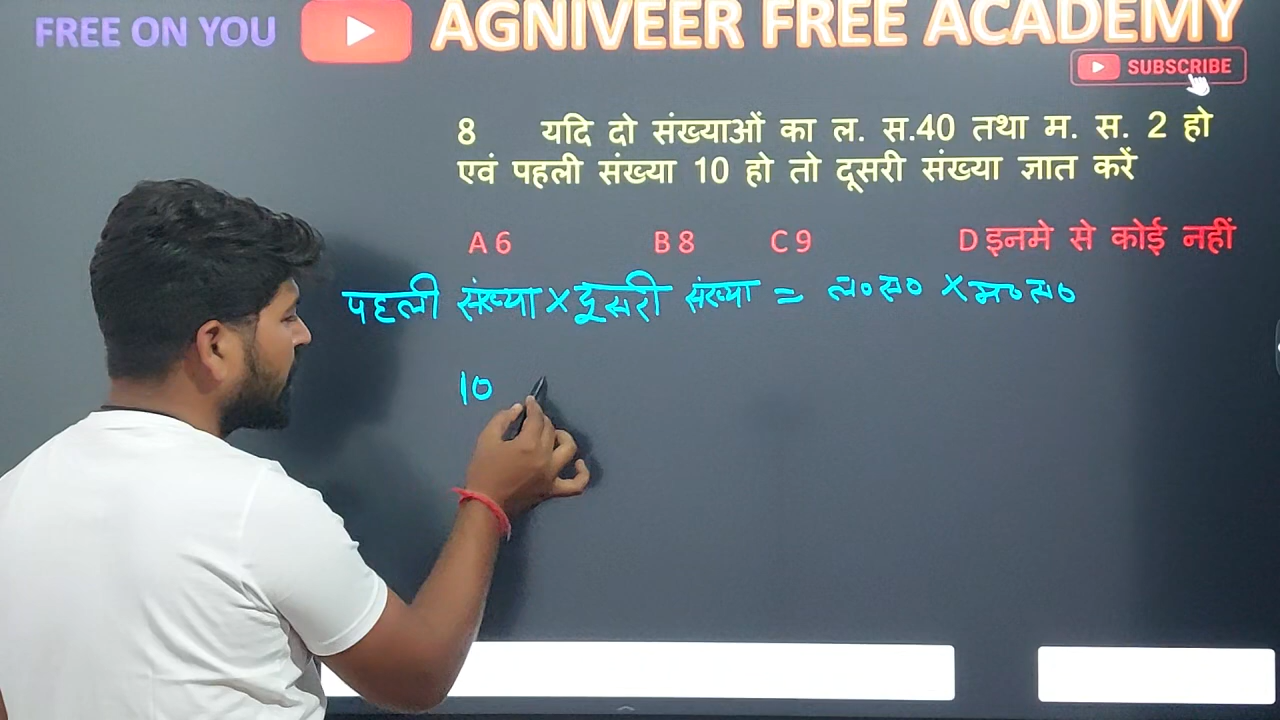 FREE ON YOU AGNIVEER FREE ACADEMY
SUBSCRIBE
8 यदि दो संख्याओं का ल. स.40 तथा म. स. 2 हो
एवं पहली संख्या 10 हो तो दूसरी संख्या ज्ञात करें
A 6 B 8 C 9 D इनमे से कोई नहीं
पहली संख्या × दूसरी संख्या = ल०स० × म०स०
10